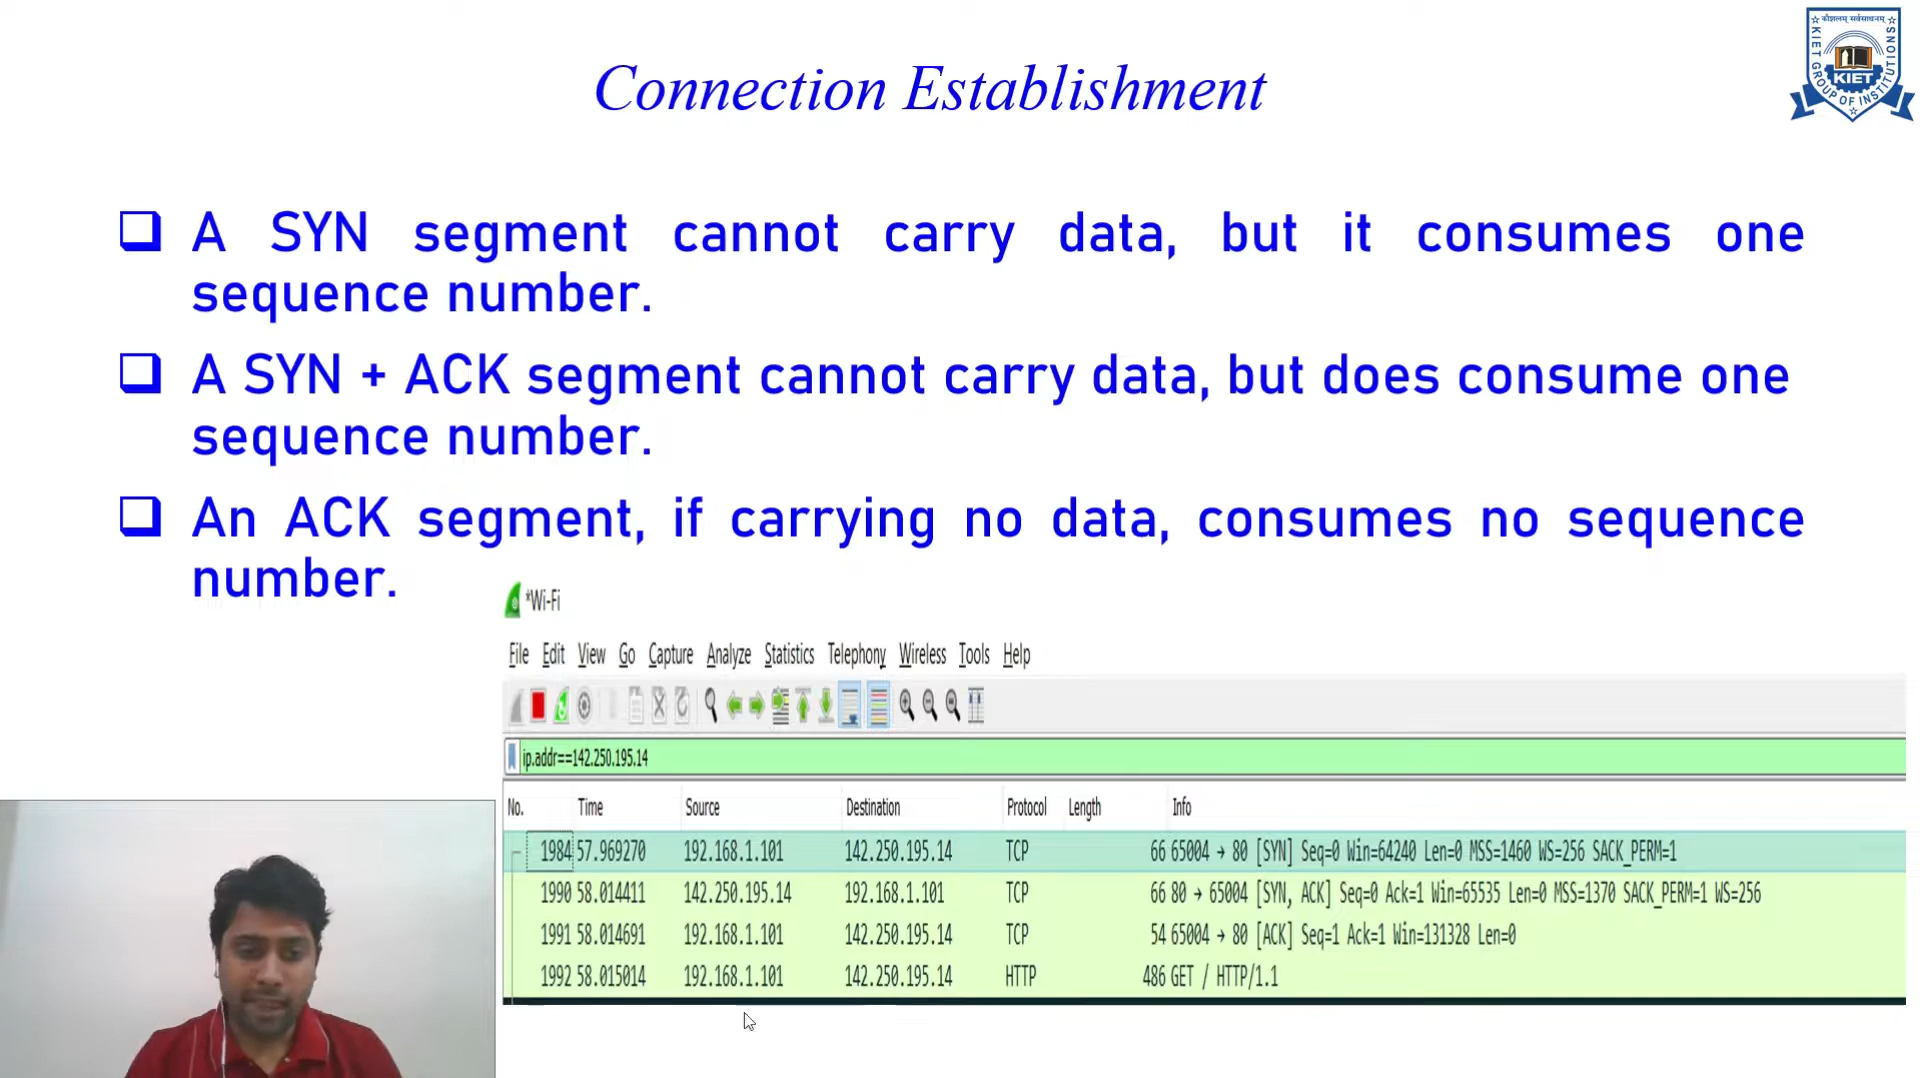 Connection Establishment
कौशलम् सर्वसाधनम्
KIET GROUP OF INSTITUTIONS
KIET
A SYN segment cannot carry data, but it consumes one
sequence number.
A SYN + ACK segment cannot carry data, but does consume one
sequence number.
An ACK segment, if carrying no data, consumes no sequence
number.
*Wi-Fi
File Edit View Go Capture Analyze Statistics Telephony Wireless Tools Help
ip.addr==142.250.195.14
No. Time Source Destination Protocol Length Info
1984 57.969270 192.168.1.101 142.250.195.14 TCP 66 65004 → 80 [SYN] Seq=0 Win=64240 Len=0 MSS=1460 WS=256 SACK_PERM=1
1990 58.014411 142.250.195.14 192.168.1.101 TCP 66 80 → 65004 [SYN, ACK] Seq=0 Ack=1 Win=65535 Len=0 MSS=1370 SACK_PERM=1 WS=256
1991 58.014691 192.168.1.101 142.250.195.14 TCP 54 65004 → 80 [ACK] Seq=1 Ack=1 Win=131328 Len=0
1992 58.015014 192.168.1.101 142.250.195.14 HTTP 486 GET / HTTP/1.1